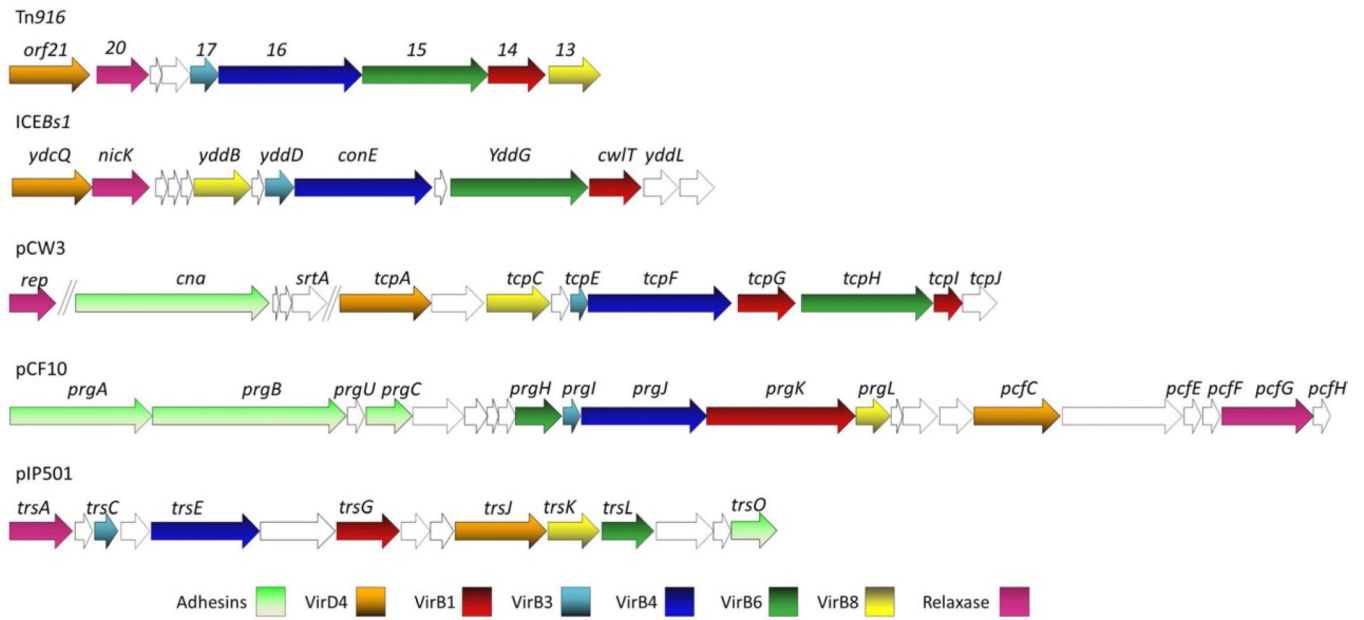 Tn916
orf21 20 17 16 15 14 13
ICEBs1
ydcQ nicK yddB yddD conE YddG cwlT yddL
pCW3
rep cna srtA tcpA tcpC tcpE tcpF tcpG tcpH tcpI tcpJ
pCF10
prgA prgB prgU prgC prgH prgI prgJ prgK prgL pcfC pcfE pcfF pcfG pcfH
pIP501
trsA trsC trsE trsG trsJ trsK trsL trsO
Adhesins VirD4 VirB1 VirB3 VirB4 VirB6 VirB8 Relaxase